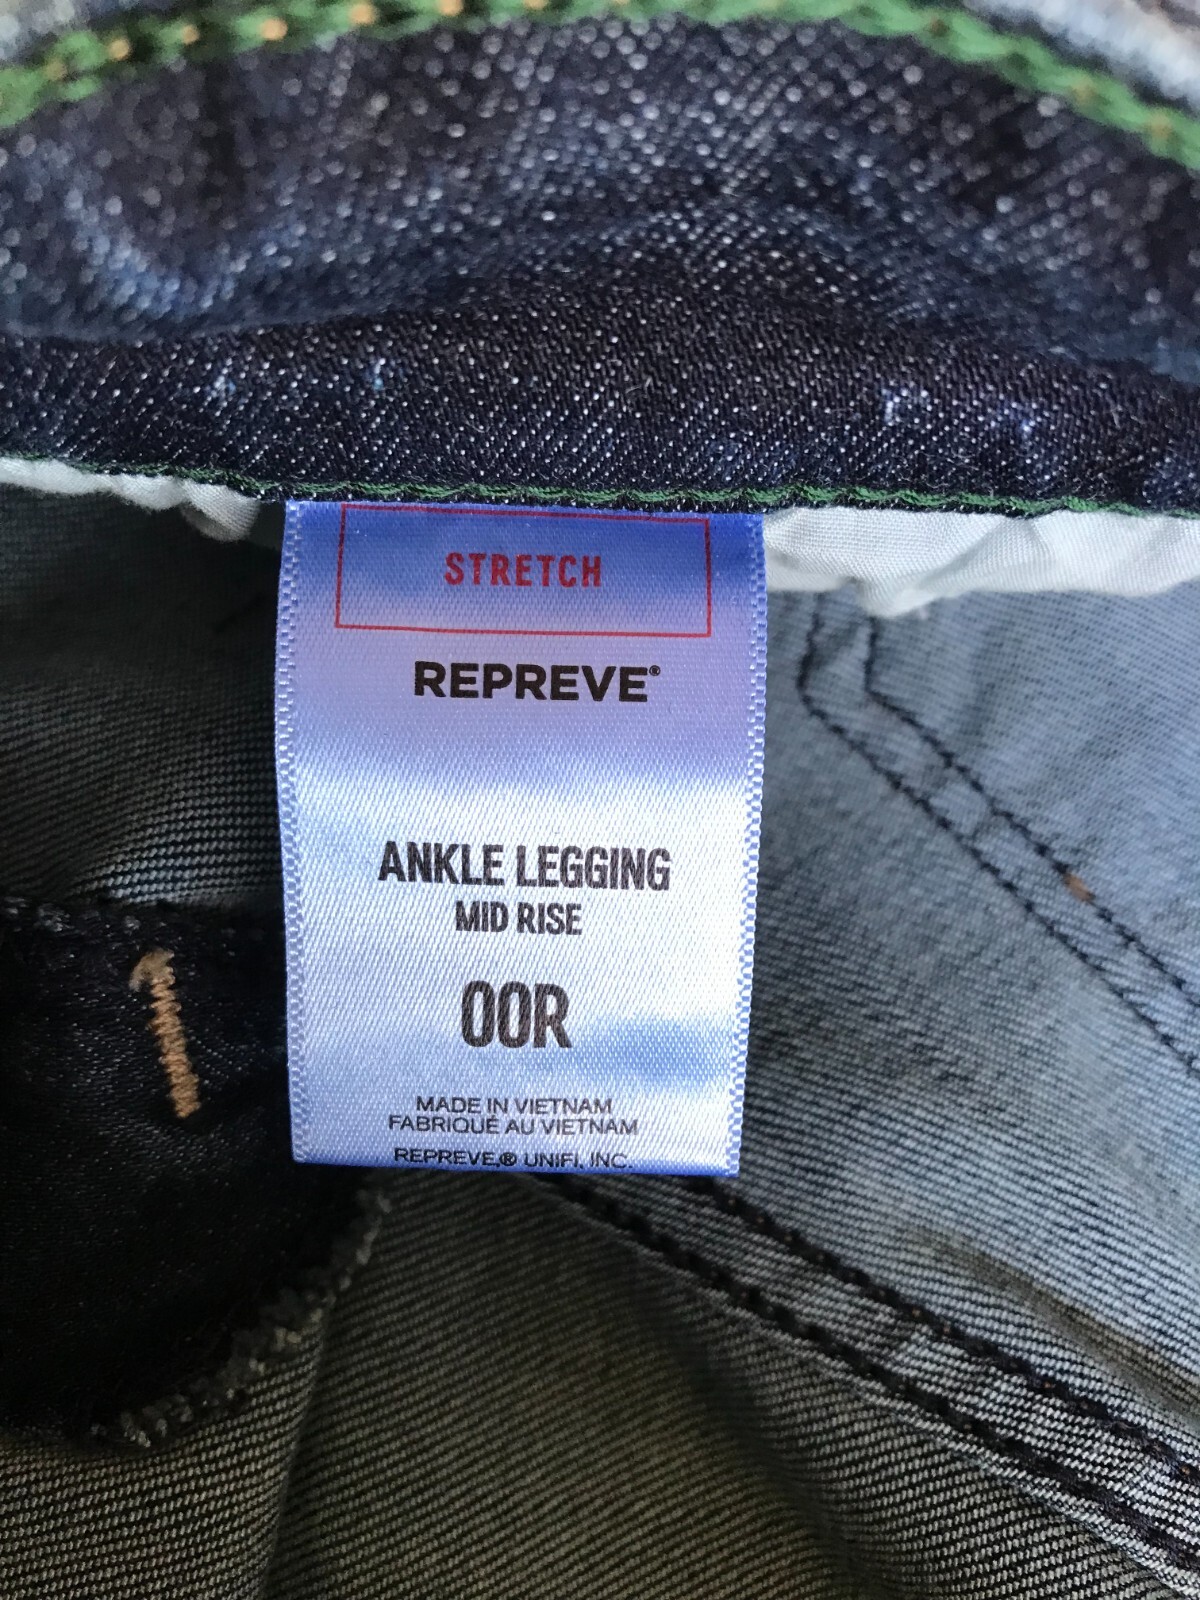 STRETCH
REPREVE®
ANKLE LEGGING
MID RISE
00R
MADE IN VIETNAM
FABRIQUÉ AU VIETNAM
REPREVE,® UNIFI, INC.